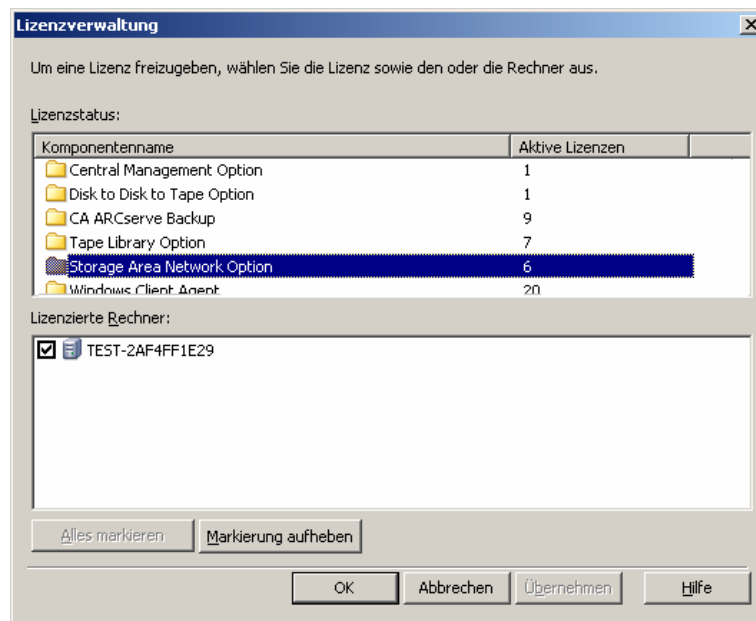 Lizenzverwaltung
Um eine Lizenz freizugeben, wählen Sie die Lizenz sowie den oder die Rechner aus.
Lizenzstatus:
Komponentenname Aktive Lizenzen
Central Management Option 1
Disk to Disk to Tape Option 1
CA ARCserve Backup 9
Tape Library Option 7
Storage Area Network Option 6
Windows Client Agent 20
Lizenzierte Rechner:
TEST-2AF4FF1E29
Alles markieren Markierung aufheben
OK Abbrechen Übernehmen Hilfe